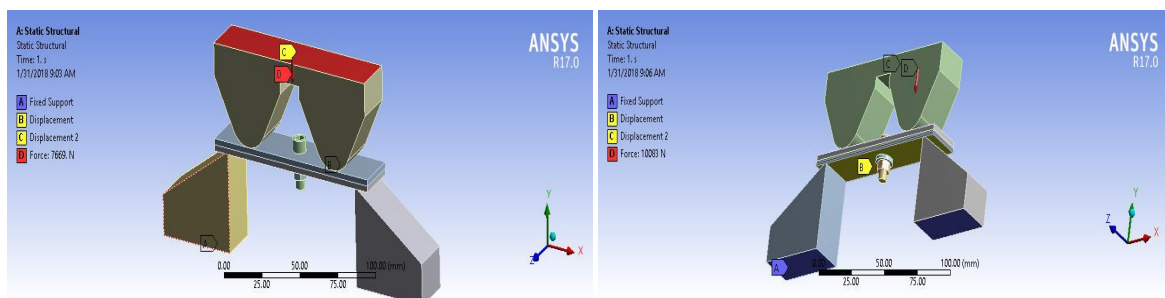 A: Static Structural
Static Structural
Time: 1. s
1/31/2018 9:03 AM
A Fixed Support
B Displacement
C Displacement 2
D Force: 7669. N
ANSYS
R17.0
C
D
B
A
Y
X
Z
0.00 50.00 100.00 (mm)
25.00 75.00
A: Static Structural
Static Structural
Time: 1. s
1/31/2018 9:06 AM
A Fixed Support
B Displacement
C Displacement 2
D Force: 10083 N
ANSYS
R17.0
C D
B
A
Y
Z
X
0.00 50.00 100.00 (mm)
25.00 75.00